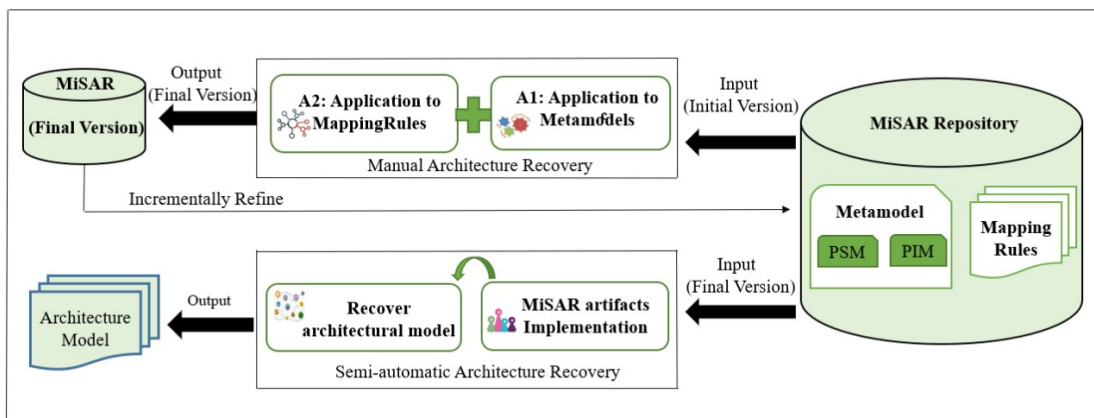 MiSAR
(Final Version)
Output
(Final Version)
A2: Application to
MappingRules
A1: Application to
Metamodels
Manual Architecture Recovery
Input
(Initial Version)
MiSAR Repository
Incrementally Refine
Metamodel
PSM
PIM
Mapping
Rules
Architecture
Model
Output
Recover
architectural model
MiSAR artifacts
Implementation
Semi-automatic Architecture Recovery
Input
(Final Version)